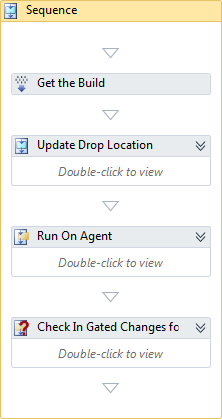 Sequence
Get the Build
Update Drop Location
Double-click to view
Run On Agent
Double-click to view
Check In Gated Changes fo
Double-click to view